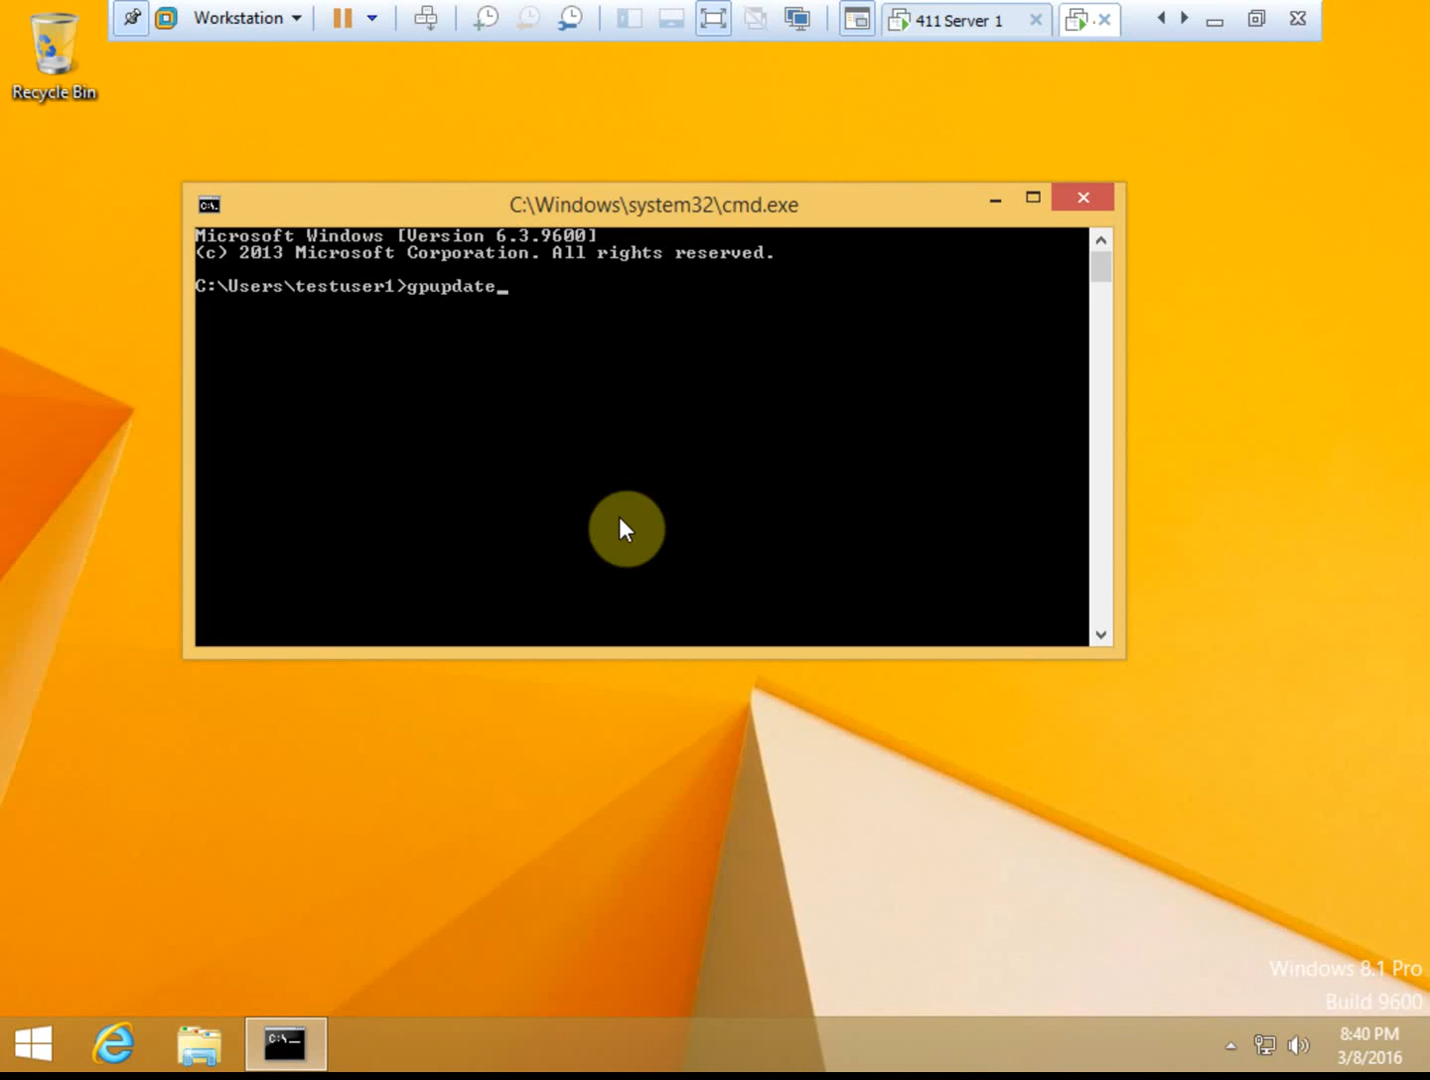 Workstation
411 Server 1
Recycle Bin
C:\Windows\system32\cmd.exe
Microsoft Windows [Version 6.3.9600]
(c) 2013 Microsoft Corporation. All rights reserved.
C:\Users\testuser1>gpupdate_
Windows 8.1 Pro
Build 9600
8:40 PM
3/8/2016